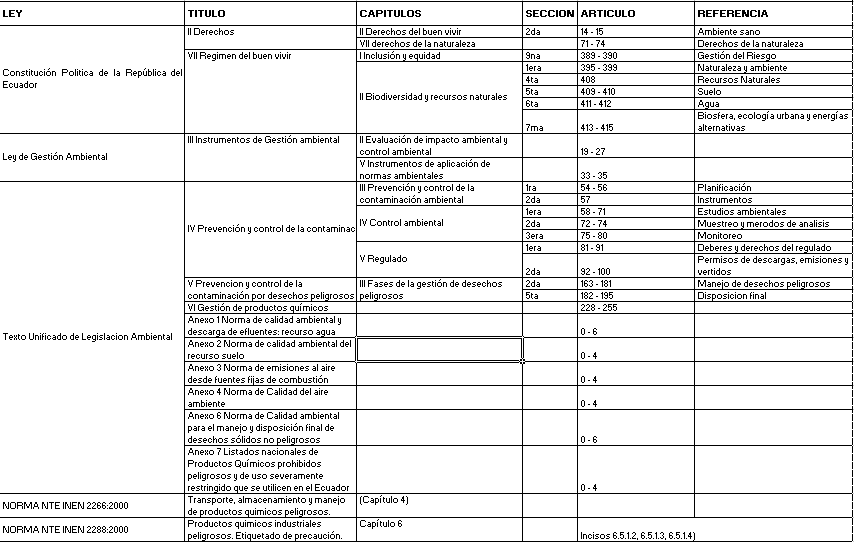 LEY TITULO CAPITULOS SECCION ARTICULO REFERENCIA
Constitución Politica de la República del
Ecuador
II Derechos II Derechos del buen vivir 2da 14 - 15 Ambiente sano
VII derechos de la naturaleza 71 - 74 Derechos de la naturaleza
VII Regimen del buen vivir I Inclusión y equidad 9na 389 - 390 Gestión del Riesgo
II Biodiversidad y recursos naturales
1era 395 - 399 Naturaleza y ambiente
4ta 408 Recursos Naturales
5ta 409 - 410 Suelo
6ta 411 - 412 Agua
Biosfera, ecología urbana y energías
7ma 413 - 415 alternativas
Ley de Gestión Ambiental
III Instrumentos de Gestión ambiental II Evaluación de impacto ambiental y
control ambiental 19 - 27
V Instrumentos de aplicación de
normas ambientales 33 - 35
Texto Unificado de Legislacion Ambiental
IV Prevención y control de la contaminac
III Prevención y control de la 1ra 54 - 56 Planificación
contaminación ambiental 2da 57 Instrumentos
IV Control ambiental
1era 58 - 71 Estudios ambientales
2da 72 - 74 Muestreo y merodos de analisis
3era 75 - 80 Monitoreo
V Regulado
1era 81 - 91 Deberes y derechos del regulado
Permisos de descargas, emisiones y
2da 92 - 100 vertidos
V Prevencion y control de la III Fases de la gestión de desechos 2da 163 - 181 Manejo de desechos peligrosos
contaminación por desechos peligrosos peligrosos 5ta 182 - 195 Disposicion final
VI Gestión de productos químicos 228 - 255
Anexo 1 Norma de calidad ambiental y
descarga de efluentes: recurso agua 0 - 6
Anexo 2 Norma de calidad ambiental del
recurso suelo 0 - 4
Anexo 3 Norma de emisiones al aire
desde fuentes fijas de combustión 0 - 4
Anexo 4 Norma de Calidad del aire
ambiente 0 - 4
Anexo 6 Norma de Calidad ambiental
para el manejo y disposición final de
desechos sólidos no peligrosos 0 - 6
Anexo 7 Listados nacionales de
Productos Químicos prohibidos
peligrosos y de uso severamente
restringido que se utilicen en el Ecuador 0 - 4
NORMA NTE INEN 2266:2000
Transporte, almacenamiento y manejo (Capítulo 4)
de productos quimicos peligrosos.
NORMA NTE INEN 2288:2000
Productos quimicos industriales Capítulo 6
peligrosos. Etiquetado de precaución. Incisos 6.5.1.2, 6.5.1.3, 6.5.1.4)